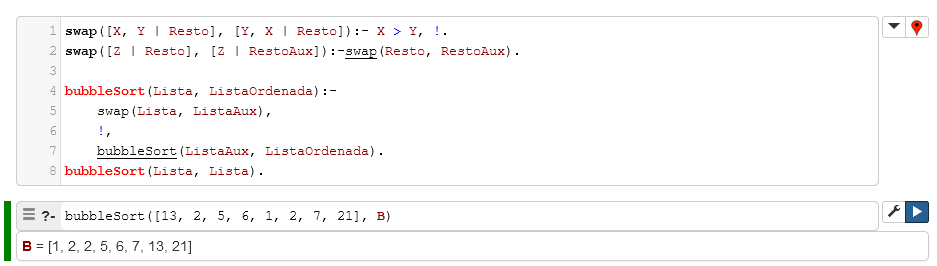 1 swap([X, Y | Resto], [Y, X | Resto]):- X > Y, !.
2 swap([Z | Resto], [Z | RestoAux]):-swap(Resto, RestoAux).
3
4 bubbleSort(Lista, ListaOrdenada):-
5     swap(Lista, ListaAux),
6     !,
7     bubbleSort(ListaAux, ListaOrdenada).
8 bubbleSort(Lista, Lista).
?- bubbleSort([13, 2, 5, 6, 1, 2, 7, 21], B)
B = [1, 2, 2, 5, 6, 7, 13, 21]